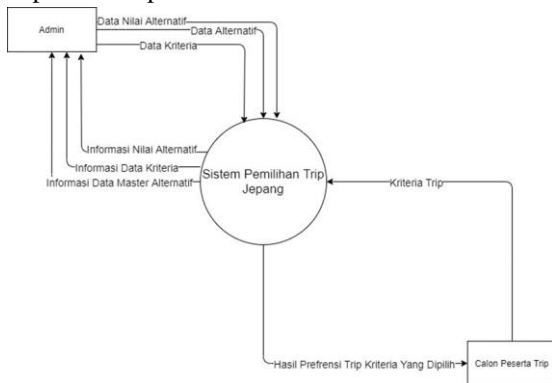 Data Nilai Alternatif
Admin
Data Alternatif
Data Kriteria
Informasi Nilai Alternatif
Informasi Data Kriteria
Informasi Data Master Alternatif
Sistem Pemilihan Trip
Jepang
Kriteria Trip
Hasil Prefrensi Trip Kriteria Yang Dipilih
Calon Peserta Trip